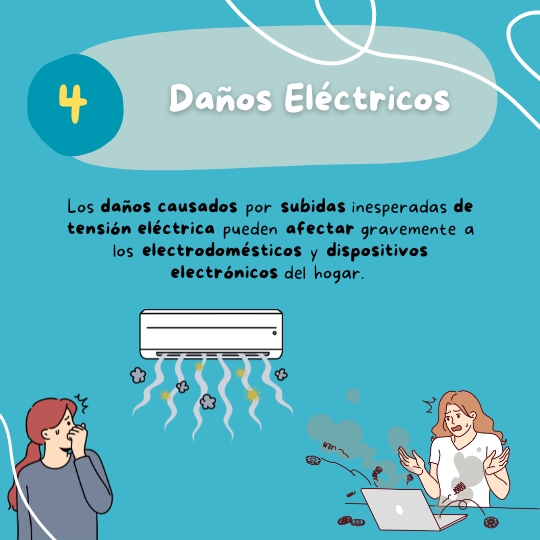 4
Daños Eléctricos
Los daños causados por subidas inesperadas de
tensión eléctrica pueden afectar gravemente a
los electrodomésticos y dispositivos
electrónicos del hogar.